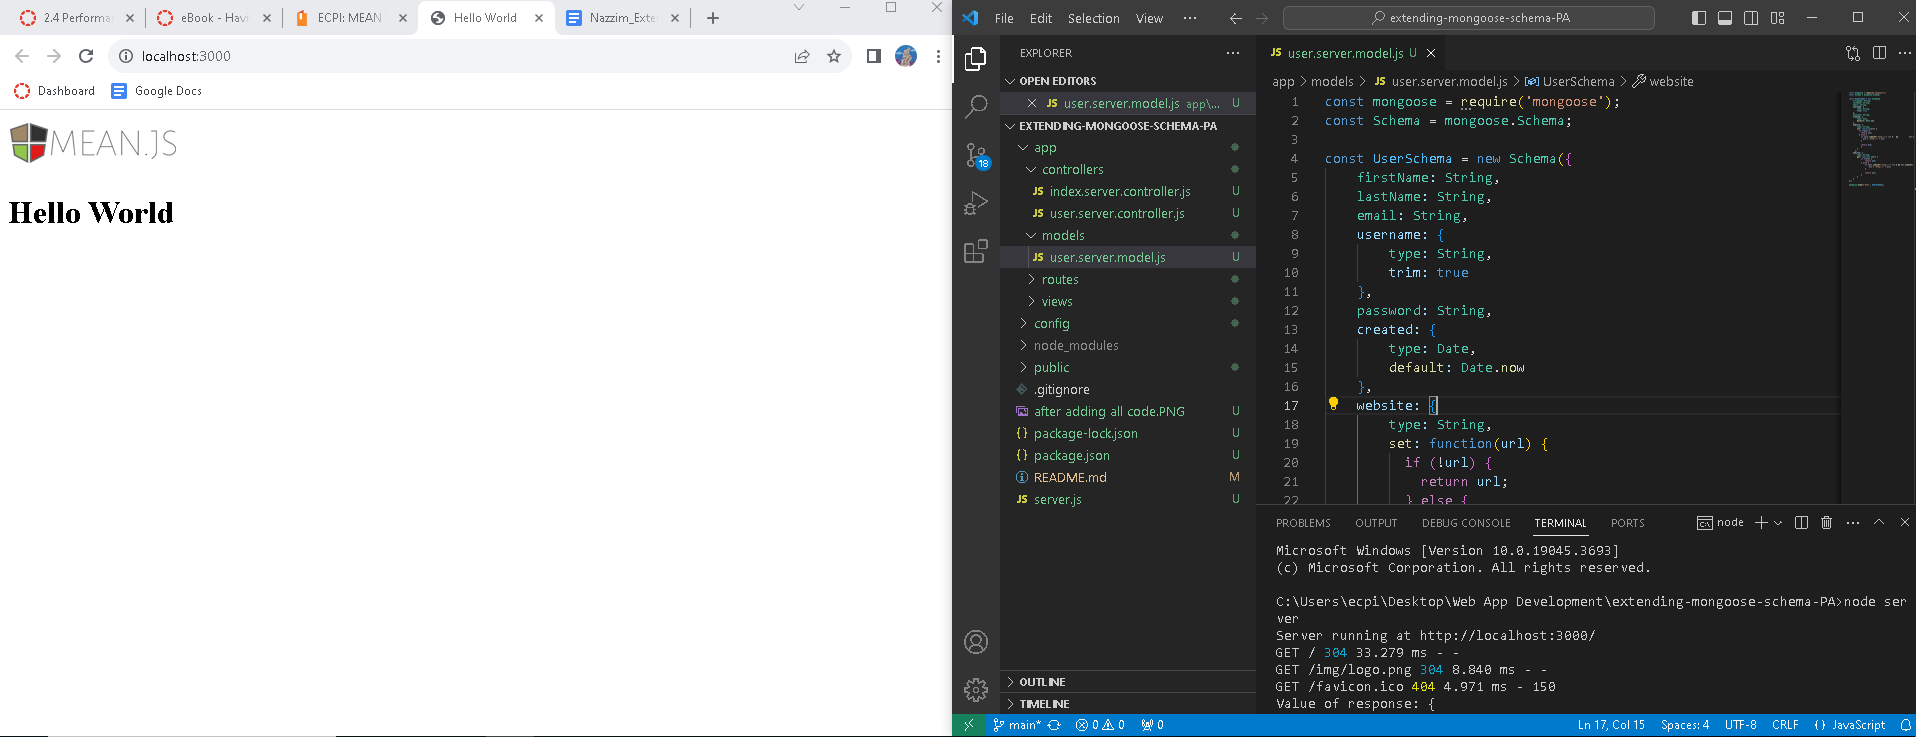 2.4 Performa
eBook - Havi
ECPI: MEAN
Hello World
Nazzim_Exte
localhost:3000
Dashboard
Google Docs
MEAN.JS
Hello World
File Edit Selection View ···
extending-mongoose-schema-PA
EXPLORER
OPEN EDITORS
JS user.server.model.js app\... U
EXTENDING-MONGOOSE-SCHEMA-PA
app
controllers
JS index.server.controller.js U
JS user.server.controller.js U
models
JS user.server.model.js U
routes
views
config
node_modules
public
.gitignore
after adding all code.PNG U
{} package-lock.json U
{} package.json U
README.md M
JS server.js U
OUTLINE
TIMELINE
18
JS user.server.model.js U
app > models > JS user.server.model.js > UserSchema > website
1 const mongoose = require('mongoose');
2 const Schema = mongoose.Schema;
3
4 const UserSchema = new Schema({
5 firstName: String,
6 lastName: String,
7 email: String,
8 username: {
9 type: String,
10 trim: true
11 },
12 password: String,
13 created: {
14 type: Date,
15 default: Date.now
16 },
17 website: {
18 type: String,
19 set: function(url) {
20 if (!url) {
21 return url;
22 } else {
PROBLEMS OUTPUT DEBUG CONSOLE TERMINAL PORTS
node
Microsoft Windows [Version 10.0.19045.3693]
(c) Microsoft Corporation. All rights reserved.
C:\Users\ecpi\Desktop\Web App Development\extending-mongoose-schema-PA>node ser
ver
Server running at http://localhost:3000/
GET / 304 33.279 ms - -
GET /img/logo.png 304 8.840 ms - -
GET /favicon.ico 404 4.971 ms - 150
Value of response: {
main* 0 0 0
Ln 17, Col 15 Spaces: 4 UTF-8 CRLF {} JavaScript